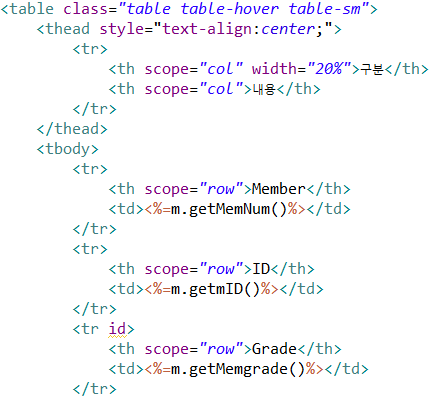 <table class="table table-hover table-sm">
<thead style="text-align:center;">
<tr>
<th scope="col" width="20%">구분</th>
<th scope="col">내용</th>
</tr>
</thead>
<tbody>
<tr>
<th scope="row">Member</th>
<td><%=m.getMemNum()%></td>
</tr>
<tr>
<th scope="row">ID</th>
<td><%=m.getmID()%></td>
</tr>
<tr id>
<th scope="row">Grade</th>
<td><%=m.getMemgrade()%></td>
</tr>